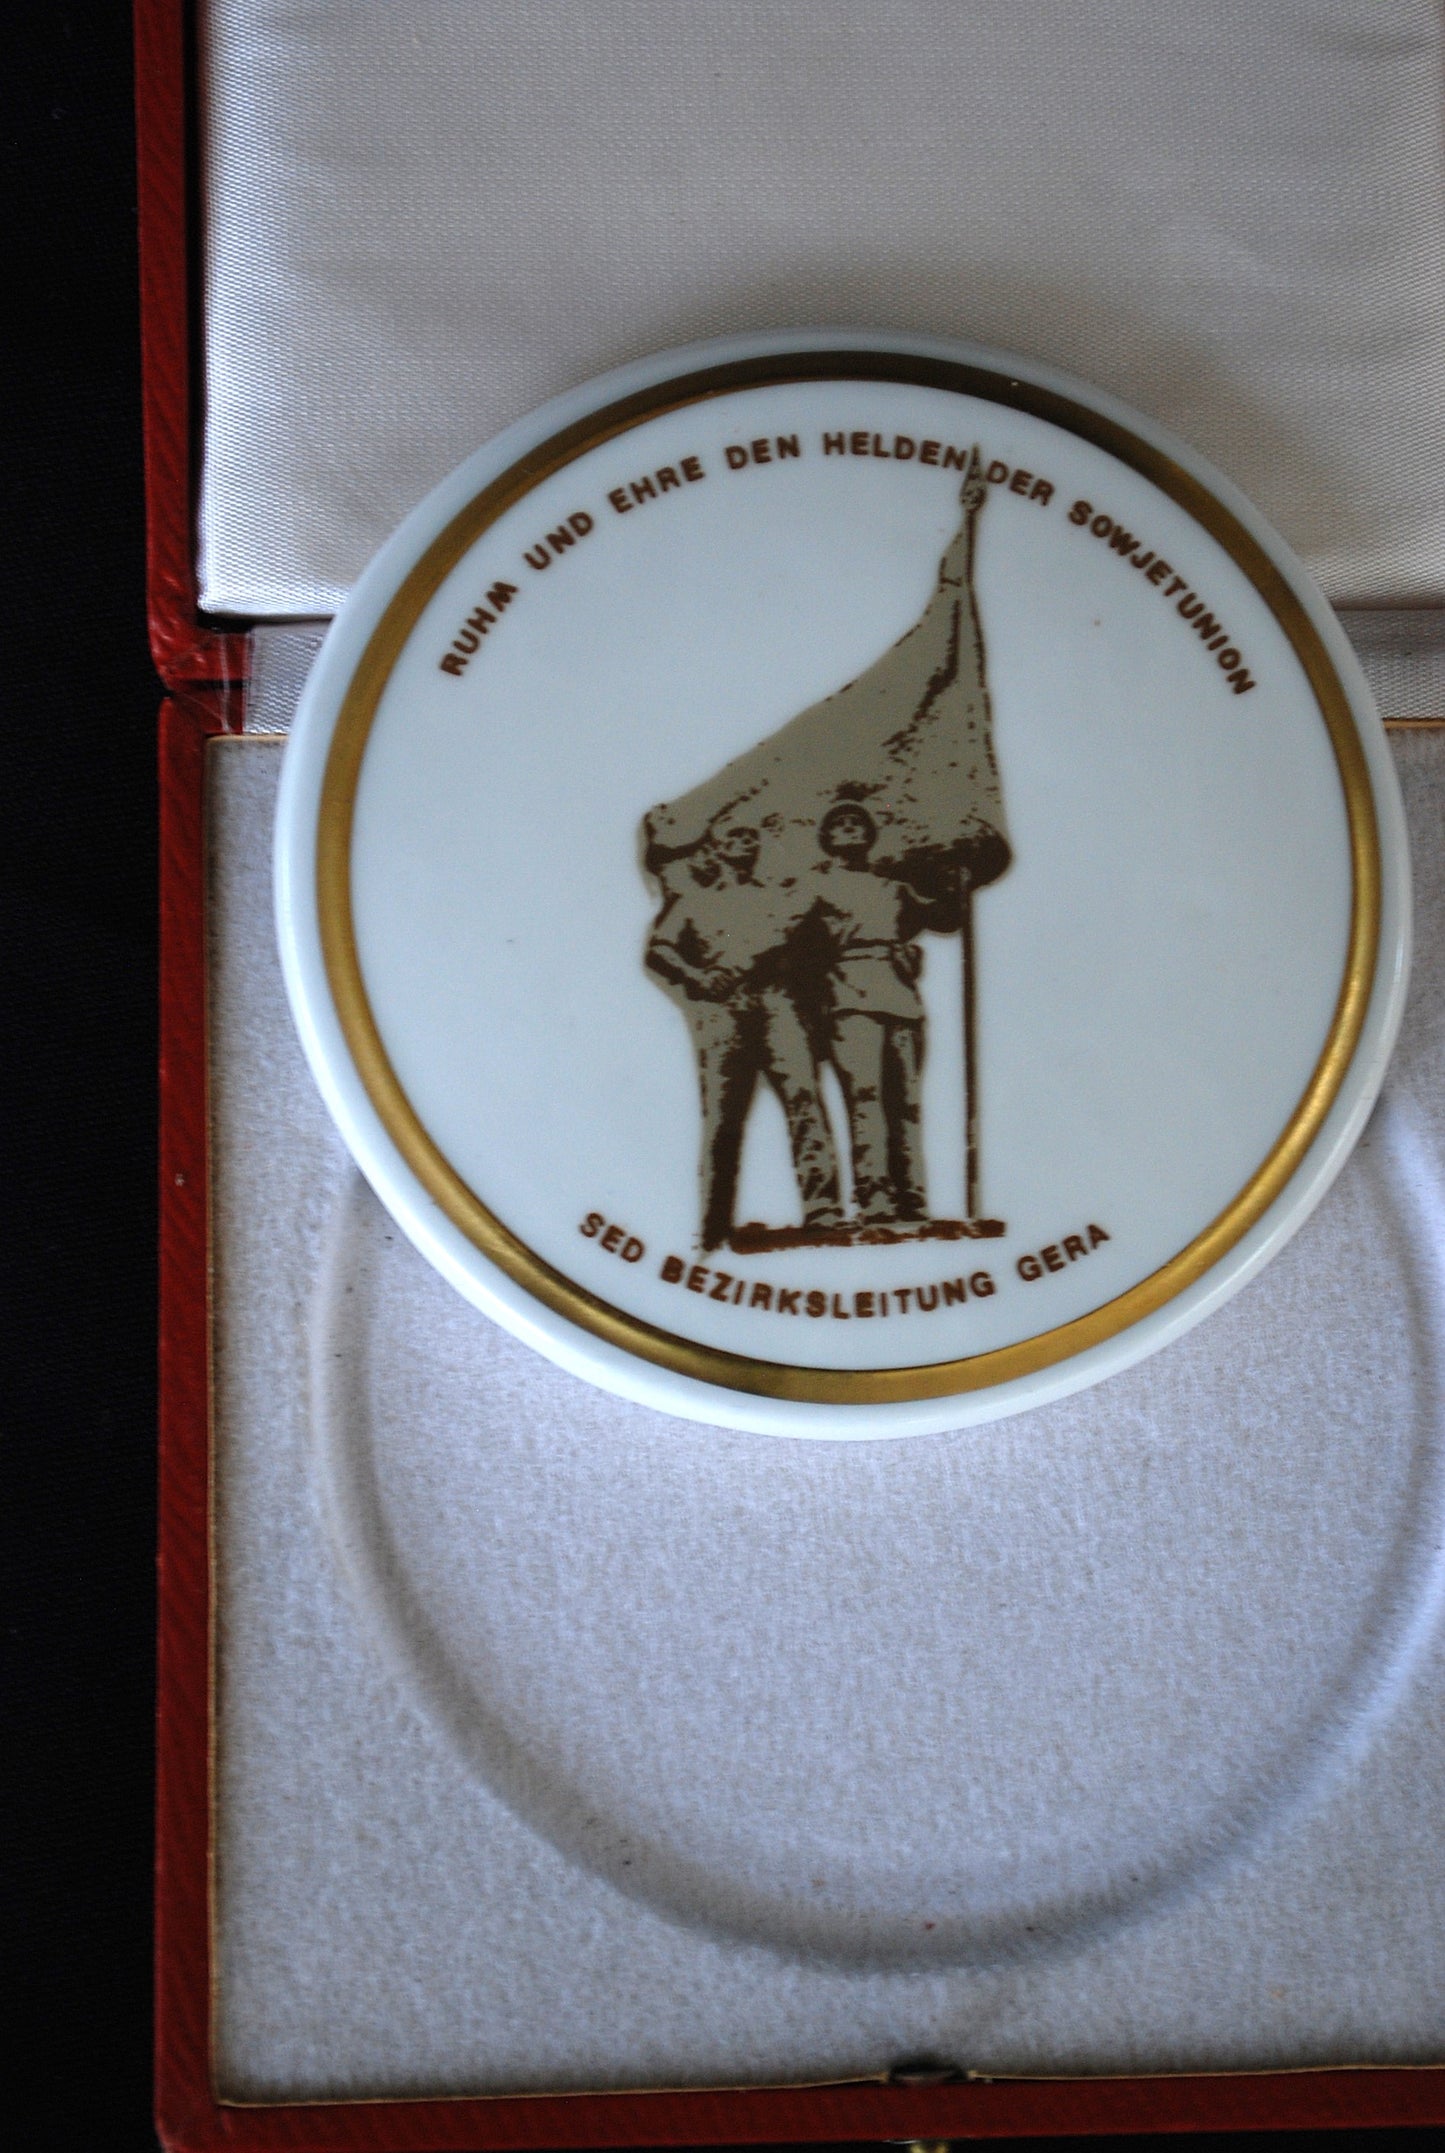 RUHM UND EHRE DEN HELDEN DER SOWJETUNION
SED BEZIRKSLEITUNG GERA